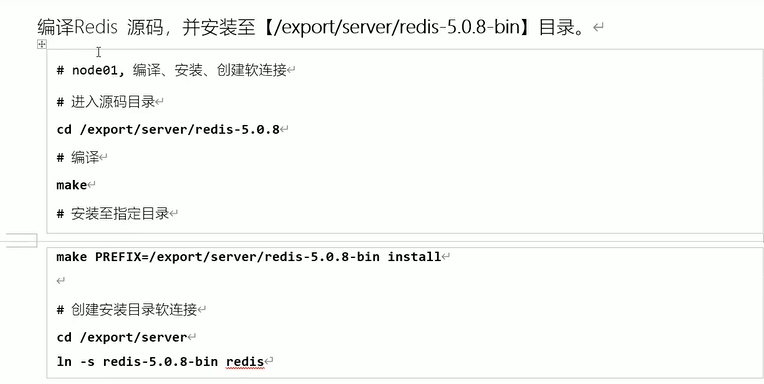 编译Redis 源码，并安装至【/export/server/redis-5.0.8-bin】目录。
# node01, 编译、安装、创建软连接
# 进入源码目录
cd /export/server/redis-5.0.8
# 编译
make
# 安装至指定目录
make PREFIX=/export/server/redis-5.0.8-bin install
# 创建安装目录软连接
cd /export/server
ln -s redis-5.0.8-bin redis